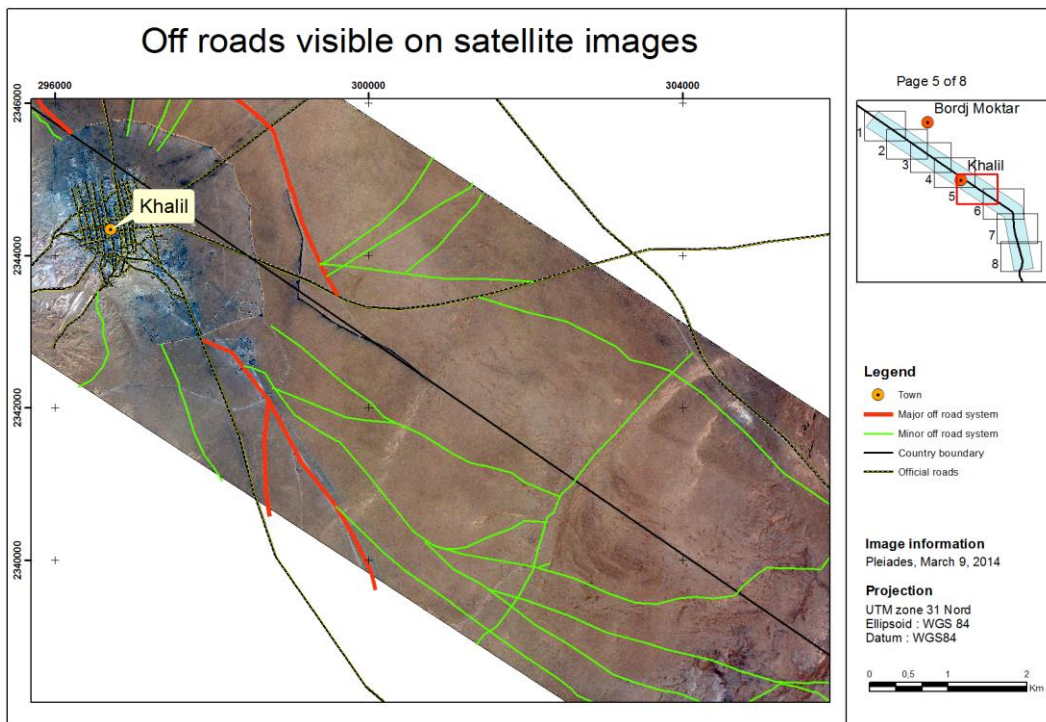 Off roads visible on satellite images
296000
300000
304000
2346000
2344000
2342000
2340000
Khalil
Page 5 of 8
Bordj Moktar
Khalil
1
2
3
4
5
6
7
8
Legend
Town
Major off road system
Minor off road system
Country boundary
Official roads
Image information
Pleiades, March 9, 2014
Projection
UTM zone 31 Nord
Ellipsoid : WGS 84
Datum : WGS84
0 0,5 1 2
Km